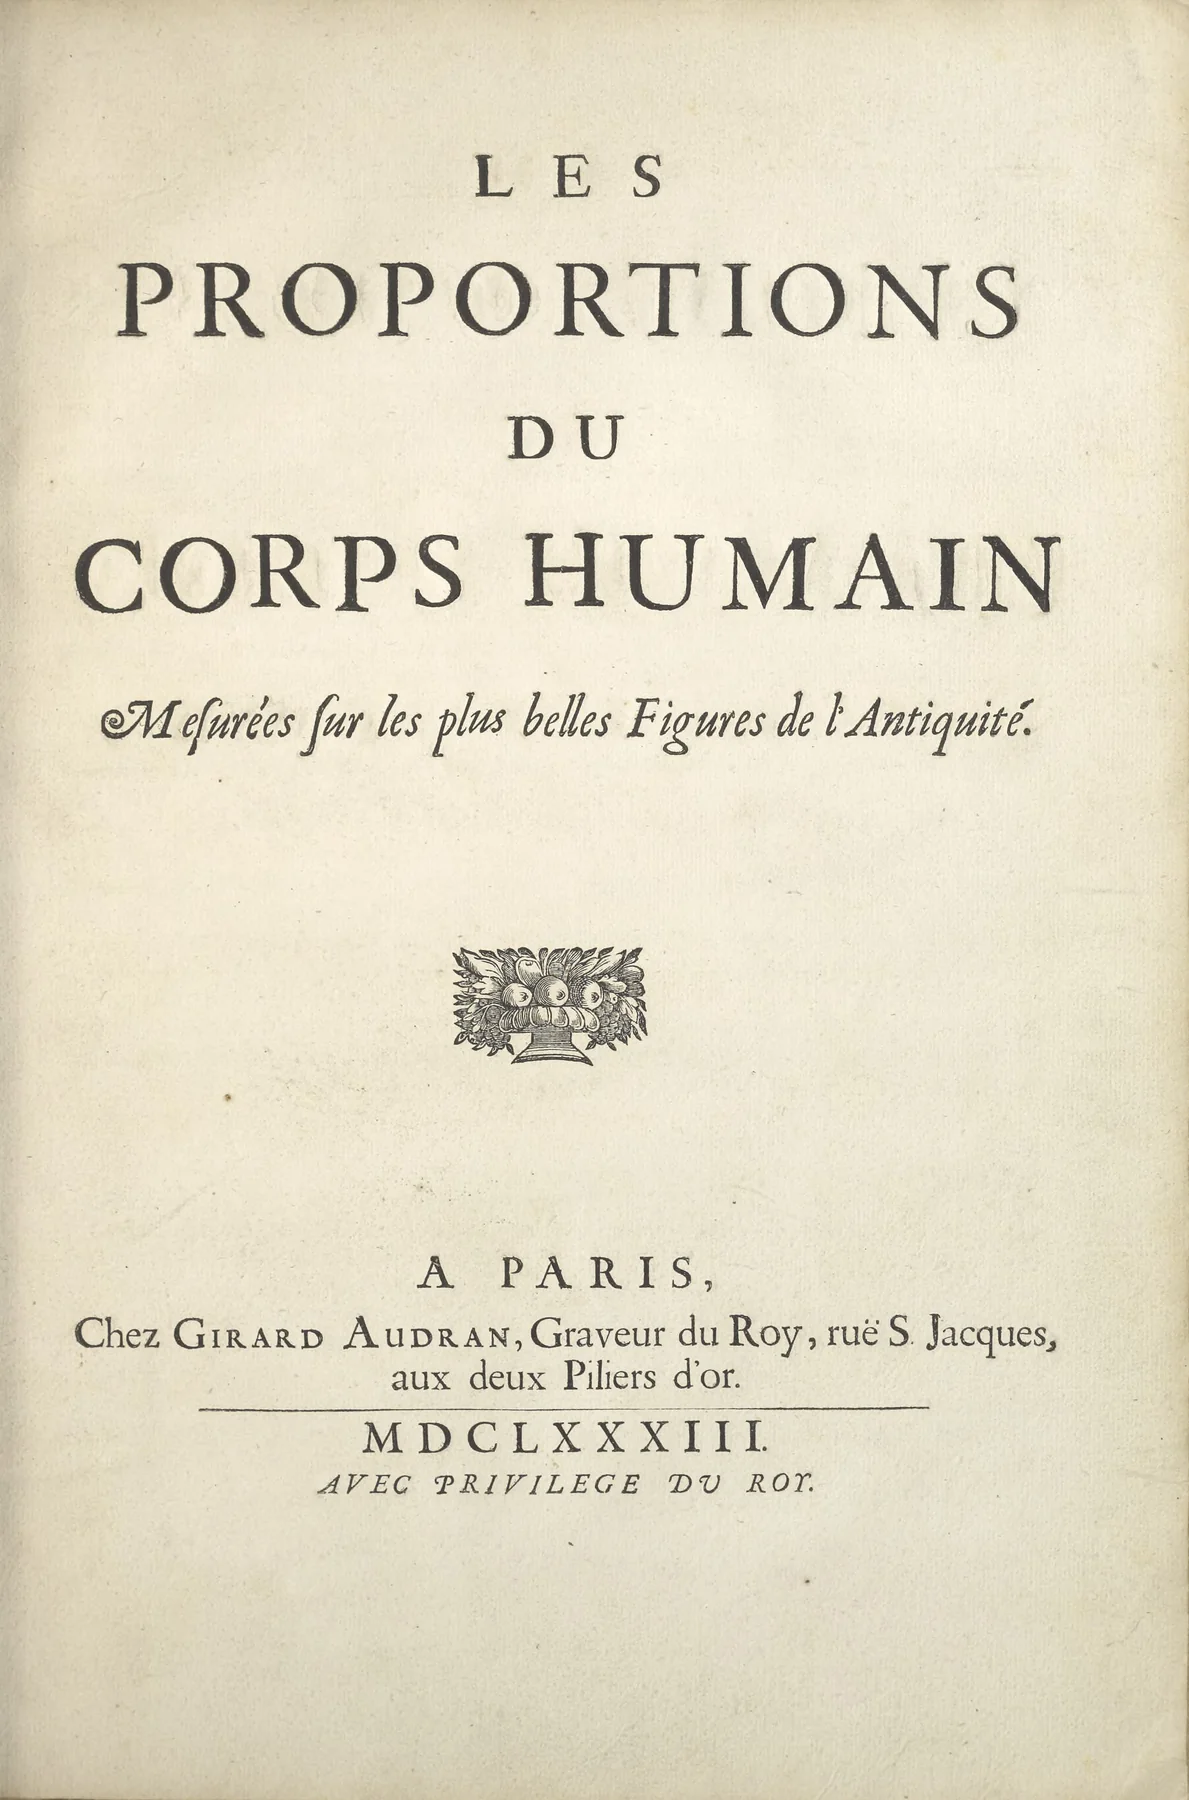 LES
PROPORTIONS
DU
CORPS HUMAIN
Meſurées ſur les plus belles Figures de l'Antiquité.
A PARIS,
Chez GIRARD AUDRAN, Graveur du Roy, ruë S. Jacques,
aux deux Piliers d'or.
MDCLXXXIII.
AVEC PRIVILEGE DU ROY.